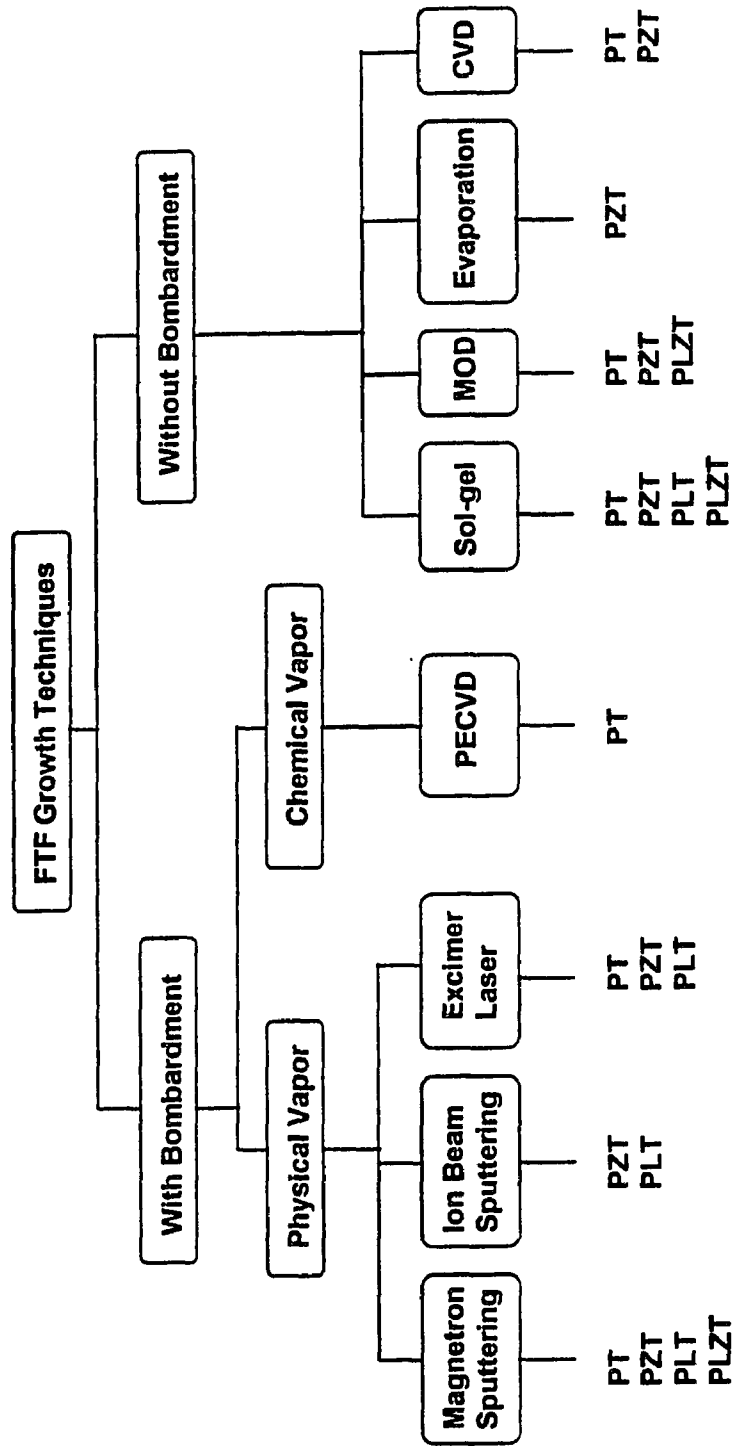 FTF Growth Techniques
With Bombardment
Without Bombardment
Physical Vapor
Chemical Vapor
Magnetron
Sputtering
Ion Beam
Sputtering
Excimer
Laser
PECVD
Sol-gel
MOD
Evaporation
CVD
PT
PZT
PLT
PLZT
PZT
PLT
PT
PZT
PLT
PT
PT
PZT
PLT
PLZT
PT
PZT
PLZT
PZT
PT
PZT